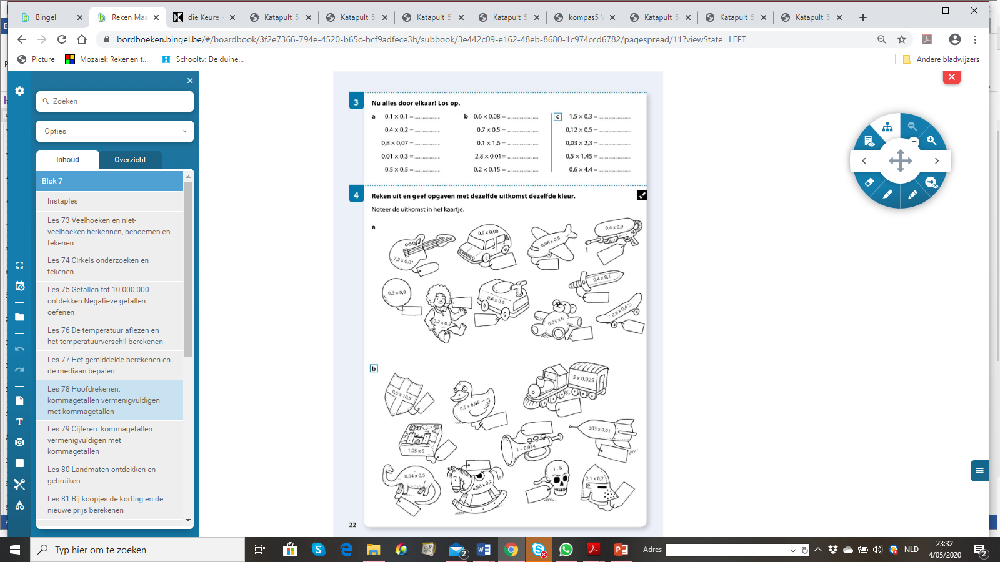 Bingel
Reken Maa
die Keure -
Katapult_5_
Katapult_5_
Katapult_5_
Katapult_5
kompas5 V
Katapult_5_
Katapult_5_
Katapult_5
bordboeken.bingel.be/#/boardbook/3f2e7366-794e-4520-b65c-bcf9adfece3b/subbook/3e442c09-e162-48eb-8680-1c974ccd6782/pagespread/11?viewState=LEFT
Picture
Mozaïek Rekenen t...
Schooltv: De duine...
Andere bladwijzers
Zoeken
Opties
Inhoud
Overzicht
Blok 7
Instaples
Les 73 Veelhoeken en niet-
veelhoeken herkennen, benoemen en
tekenen
Les 74 Cirkels onderzoeken en
tekenen
Les 75 Getallen tot 10 000 000
ontdekken Negatieve getallen
oefenen
Les 76 De temperatuur aflezen en
het temperatuurverschil berekenen
Les 77 Het gemiddelde berekenen en
de mediaan bepalen
Les 78 Hoofdrekenen:
kommagetallen vermenigvuldigen
met kommagetallen
Les 79 Cijferen: kommagetallen
vermenigvuldigen met
kommagetallen
Les 80 Landmaten ontdekken en
gebruiken
Les 81 Bij koopjes de korting en de
nieuwe prijs berekenen
3 Nu alles door elkaar! Los op.
a 0,1 × 0,1 = ...............
0,4 × 0,2 = ...............
0,8 × 0,07 = ...............
0,01 × 0,3 = ...............
0,5 × 0,5 = ...............
b 0,6 × 0,08 = ...............
0,7 × 0,5 = ...............
0,1 × 1,6 = ...............
2,8 × 0,01= ...............
0,2 × 0,15 = ...............
c 1,5 × 0,3 = ...............
0,12 × 0,5 = ...............
0,03 × 2,3 = ...............
0,5 × 1,45 = ...............
0,6 × 4,4 = ...............
4 Reken uit en geef opgaven met dezelfde uitkomst dezelfde kleur.
Noteer de uitkomst in het kaartje.
a
7,2 x 0,01
0,9 x 0,08
0,08 x 0,5
0,4 x 0,9
0,3 x 0,8
0,2 x 0,9
0,6 x 0,6
0,4 x 0,1
0,03 x 6
0,6 x 0,4
b
0,5 x 10,5
0,5 x 6,06
5 x 0,025
1,05 x 5
1 – 0,024
303 x 0,01
0,84 x 0,5
4,88 x 0,2
1 : 8
2,1 x 0,2
22
Typ hier om te zoeken
2
Adres
NLD
23:32
4/05/2020
2